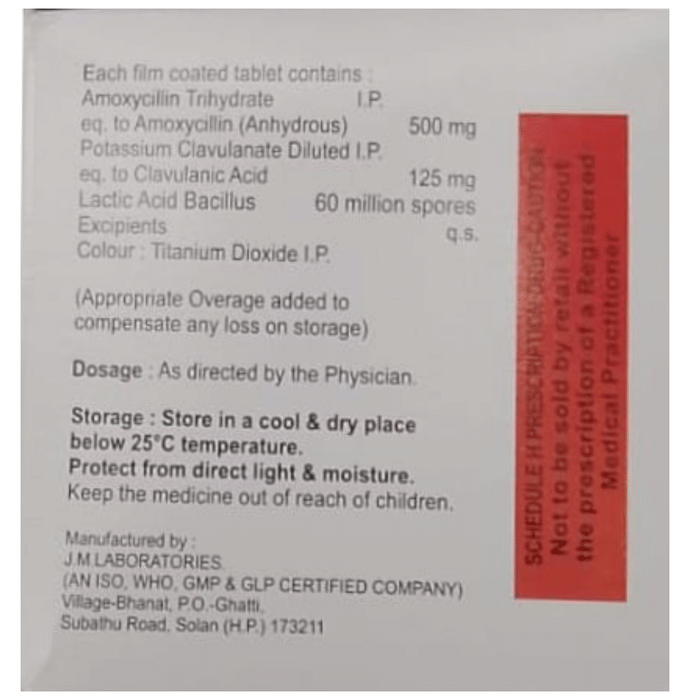 Each film coated tablet contains :
Amoxycillin Trihydrate I.P.
eq. to Amoxycillin (Anhydrous) 500 mg
Potassium Clavulanate Diluted I.P.
eq. to Clavulanic Acid 125 mg
Lactic Acid Bacillus 60 million spores
Excipients q.s.
Colour : Titanium Dioxide I.P.
(Appropriate Overage added to
compensate any loss on storage)
Dosage : As directed by the Physician.
Storage : Store in a cool & dry place
below 25°C temperature.
Protect from direct light & moisture.
Keep the medicine out of reach of children.
Manufactured by :
J.M.LABORATORIES.
(AN ISO, WHO, GMP & GLP CERTIFIED COMPANY)
Village-Bhanat, P.O.-Ghatti,
Subathu Road, Solan (H.P.) 173211
SCHEDULE H PRESCRIPTION DRUG-CAUTION
Not to be sold by retail without
the prescription of a Registered
Medical Practitioner